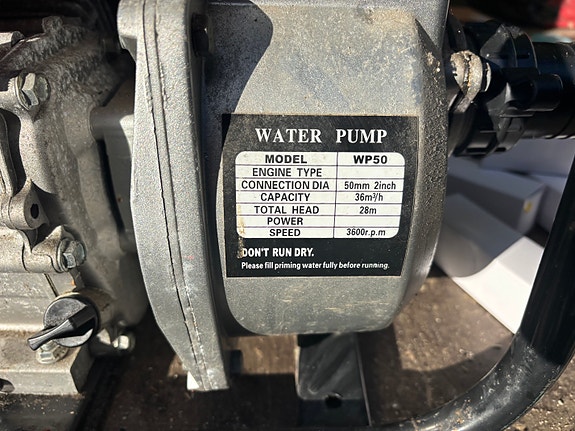 WATER PUMP
MODEL WP50
ENGINE TYPE
CONNECTION DIA 50mm 2inch
CAPACITY 36m³/h
TOTAL HEAD 28m
POWER
SPEED 3600r.p.m
DON'T RUN DRY.
Please fill priming water fully before running.